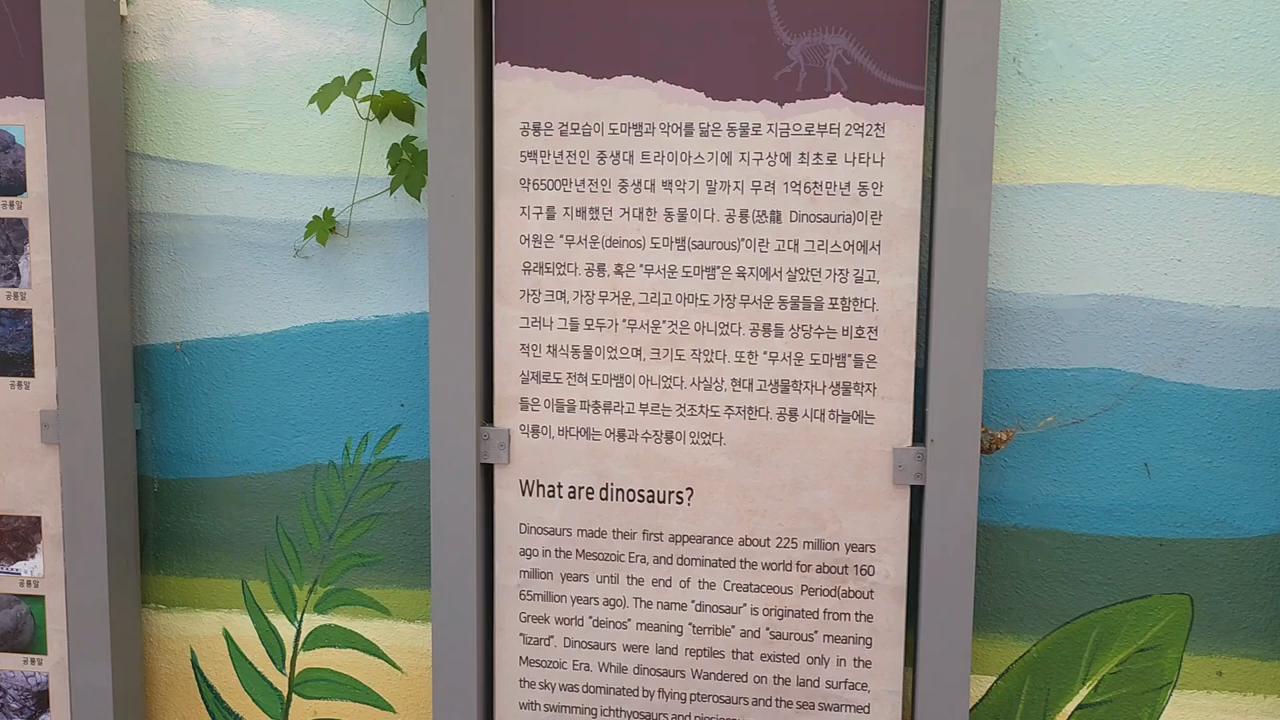 공룡은 겉모습이 도마뱀과 악어를 닮은 동물로 지금으로부터 2억2천
5백만년전인 중생대 트라이아스기에 지구상에 최초로 나타나
약6500만년전인 중생대 백악기 말까지 무려 1억6천만년 동안
지구를 지배했던 거대한 동물이다. 공룡(恐龍 Dinosauria)이란
어원은 “무서운(deinos) 도마뱀(saurous)”이란 고대 그리스어에서
유래되었다. 공룡, 혹은 “무서운 도마뱀”은 육지에서 살았던 가장 길고,
가장 크며, 가장 무거운, 그리고 아마도 가장 무서운 동물들을 포함한다.
그러나 그들 모두가 “무서운”것은 아니었다. 공룡들 상당수는 비호전
적인 채식동물이었으며, 크기도 작았다. 또한 “무서운 도마뱀”들은
실제로도 전혀 도마뱀이 아니었다. 사실상, 현대 고생물학자나 생물학자
들은 이들을 파충류라고 부르는 것조차도 주저한다. 공룡 시대 하늘에는
익룡이, 바다에는 어룡과 수장룡이 있었다.
What are dinosaurs?
Dinosaurs made their first appearance about 225 million years
ago in the Mesozoic Era, and dominated the world for about 160
million years until the end of the Creataceous Period(about
65million years ago). The name “dinosaur” is originated from the
Greek world “deinos” meaning “terrible” and “saurous” meaning
“lizard”. Dinosaurs were land reptiles that existed only in the
Mesozoic Era. While dinosaurs Wandered on the land surface,
the sky was dominated by flying pterosaurs and the sea swarmed
with swimming ichthyosaurs and
공룡알
공룡알
공룡알
공룡알
공룡알